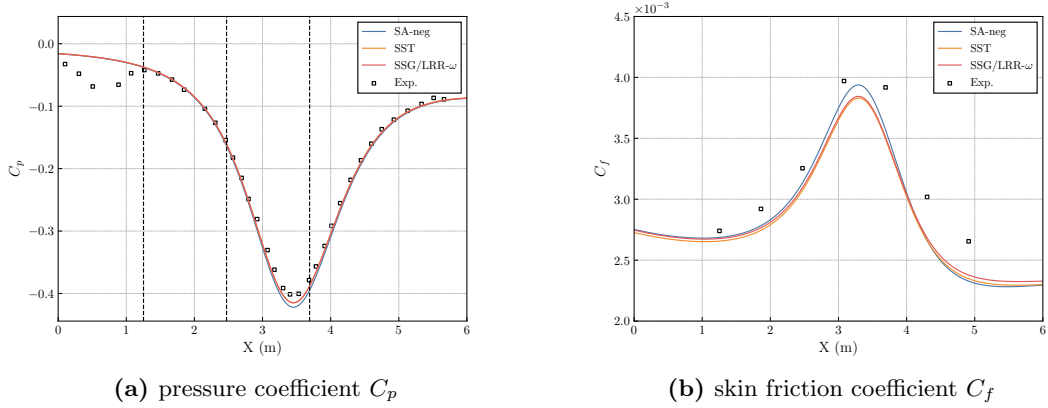 0.0
−0.1
−0.2
−0.3
−0.4
C_p
0 1 2 3 4 5 6
X (m)
SA-neg
SST
SSG/LRR-ω
Exp.
(a) pressure coefficient C_p
×10⁻³
4.5
4.0
3.5
3.0
2.5
2.0
C_f
0 1 2 3 4 5 6
X (m)
SA-neg
SST
SSG/LRR-ω
Exp.
(b) skin friction coefficient C_f